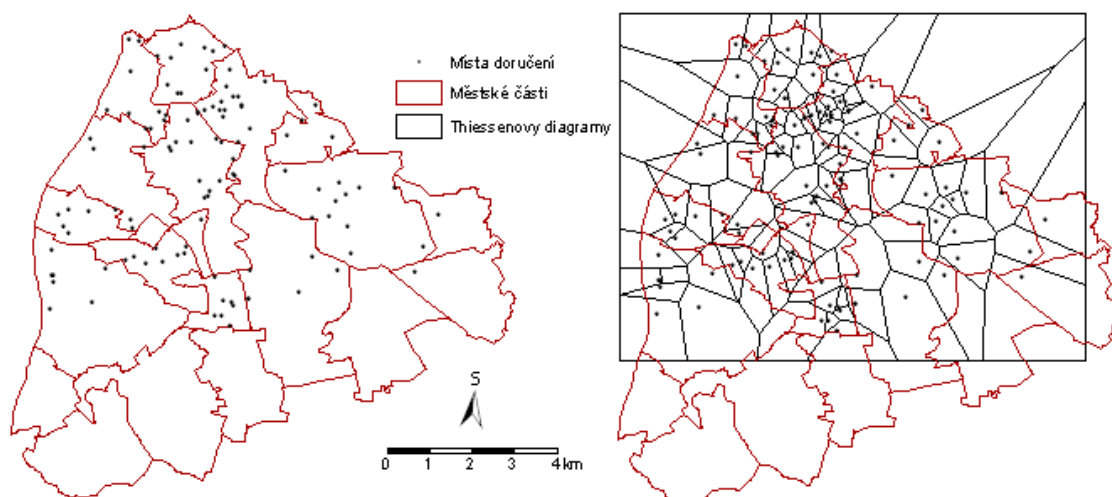 Místa doručení
Městské části
Thiessenovy diagramy
S
0 1 2 3 4 km